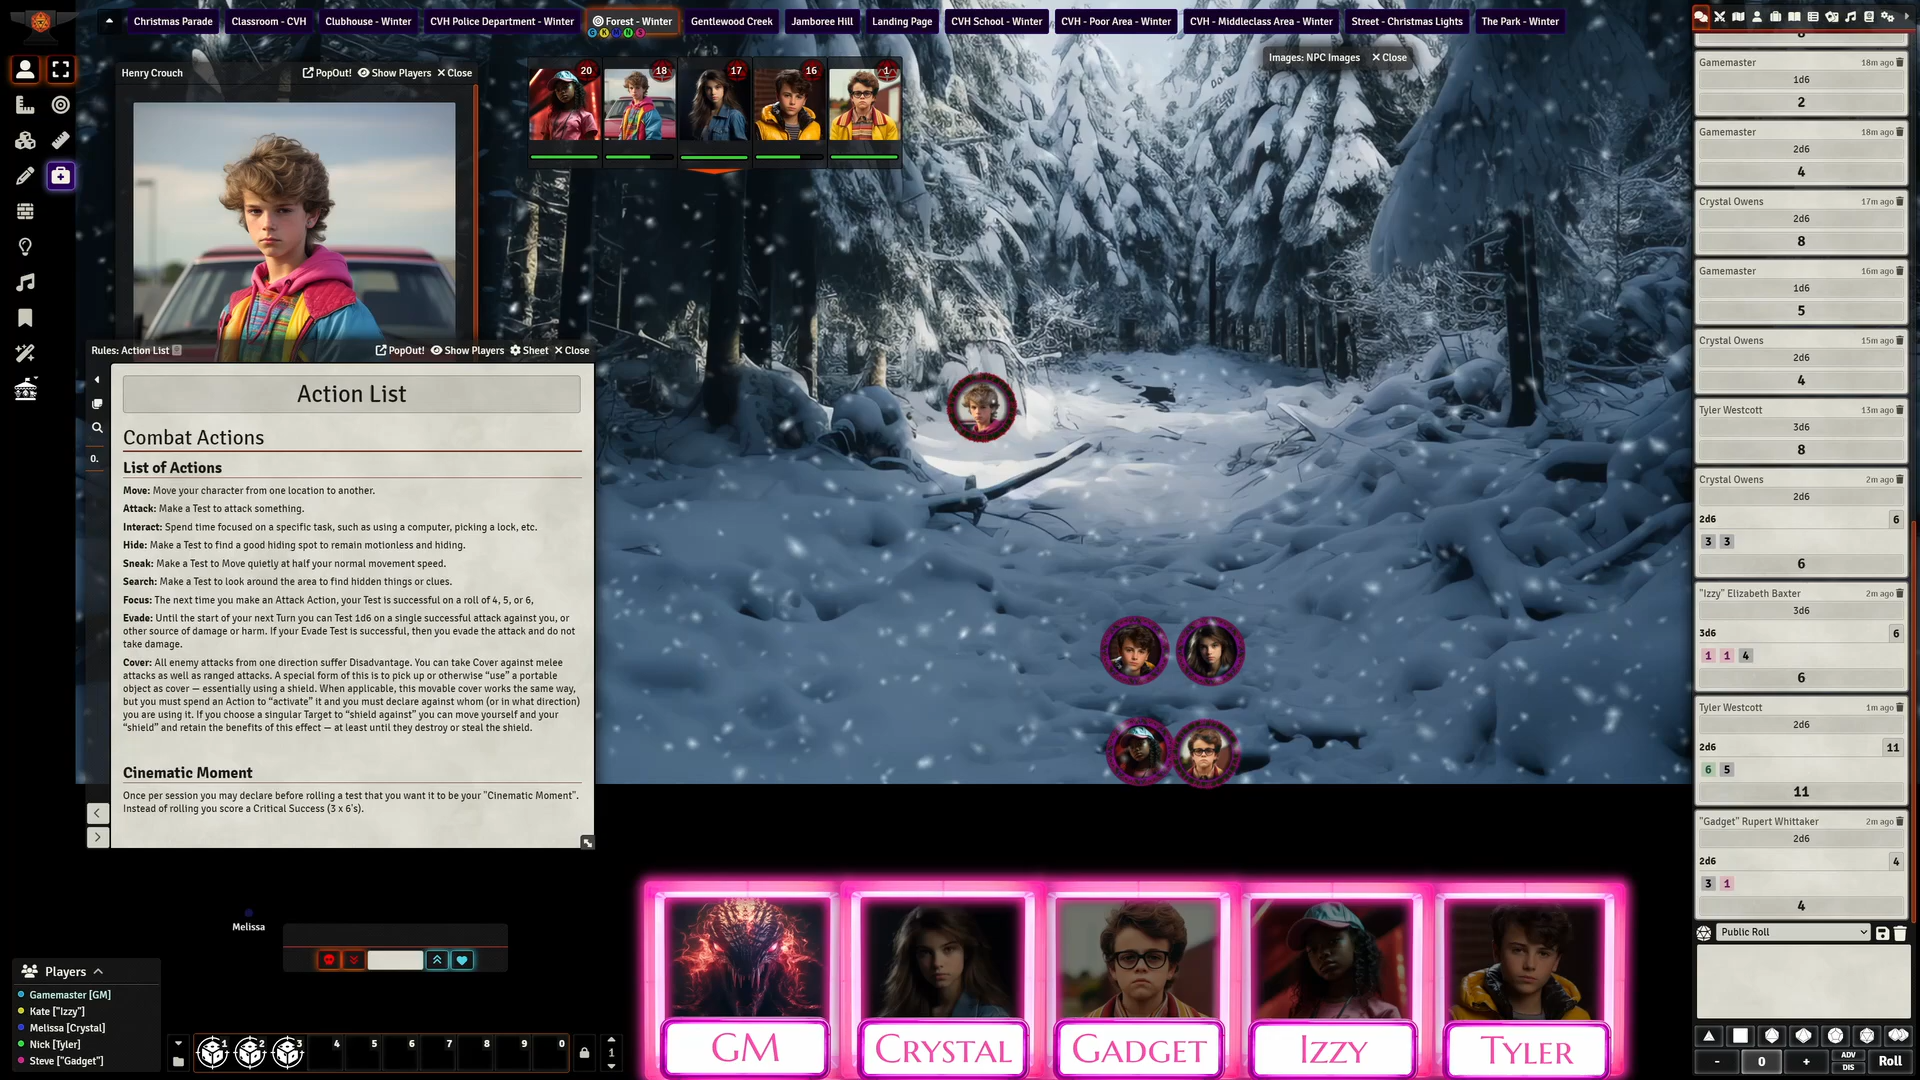 Christmas Parade
Classroom - CVH
Clubhouse - Winter
CVH Police Department - Winter
Forest - Winter
G K M N S
Gentlewood Creek
Jamboree Hill
Landing Page
CVH School - Winter
CVH - Poor Area - Winter
CVH - Middleclass Area - Winter
Street - Christmas Lights
The Park - Winter
Images: NPC Images Close
Henry Crouch PopOut! Show Players Close
20
18
17
16
1
Rules: Action List PopOut! Show Players Sheet Close
0.
Action List
Combat Actions
List of Actions
Move: Move your character from one location to another.
Attack: Make a Test to attack something.
Interact: Spend time focused on a specific task, such as using a computer, picking a lock, etc.
Hide: Make a Test to find a good hiding spot to remain motionless and hiding.
Sneak: Make a Test to Move quietly at half your normal movement speed.
Search: Make a Test to look around the area to find hidden things or clues.
Focus: The next time you make an Attack Action, your Test is successful on a roll of 4, 5, or 6,
Evade: Until the start of your next Turn you can Test 1d6 on a single successful attack against you, or
other source of damage or harm. If your Evade Test is successful, then you evade the attack and do not
take damage.
Cover: All enemy attacks from one direction suffer Disadvantage. You can take Cover against melee
attacks as well as ranged attacks. A special form of this is to pick up or otherwise “use” a portable
object as cover — essentially using a shield. When applicable, this movable cover works the same way,
but you must spend an Action to “activate” it and you must declare against whom (or in what direction)
you are using it. If you choose a singular Target to “shield against” you can move yourself and your
“shield” and retain the benefits of this effect — at least until they destroy or steal the shield.
Cinematic Moment
Once per session you may declare before rolling a test that you want it to be your "Cinematic Moment".
Instead of rolling you score a Critical Success (3 x 6's).
Melissa
Players
Gamemaster [GM]
Kate ["Izzy"]
Melissa [Crystal]
Nick [Tyler]
Steve ["Gadget"]
1 2 3 4 5 6 7 8 9 0
1
GM
Crystal
Gadget
Izzy
Tyler
Gamemaster 18m ago
1d6
2
Gamemaster 18m ago
2d6
4
Crystal Owens 17m ago
2d6
8
Gamemaster 16m ago
1d6
5
Crystal Owens 15m ago
2d6
4
Tyler Westcott 13m ago
3d6
8
Crystal Owens 2m ago
2d6
2d6 6
3 3
6
"Izzy" Elizabeth Baxter 2m ago
3d6
3d6 6
1 1 4
6
Tyler Westcott 1m ago
2d6
2d6 11
6 5
11
"Gadget" Rupert Whittaker 2m ago
2d6
2d6 4
3 1
4
Public Roll
- 0 + ADV DIS Roll